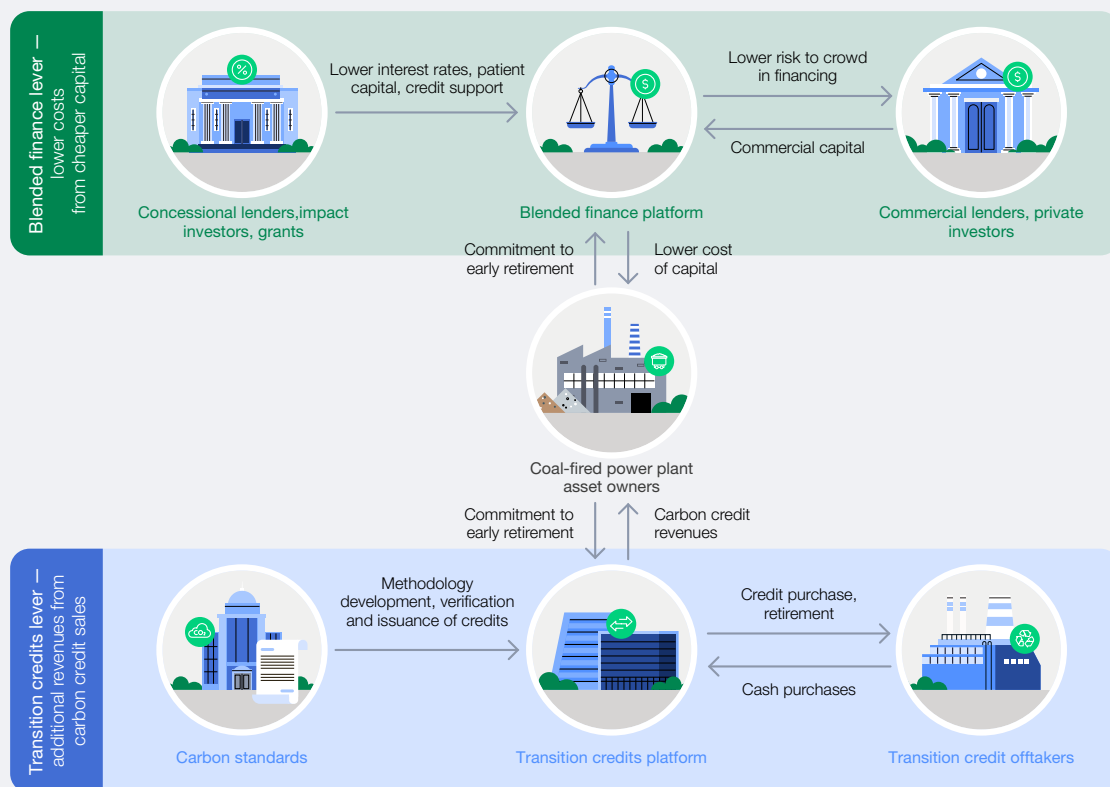 Blended finance lever —
lower costs
from cheaper capital
%
Lower interest rates, patient
capital, credit support
$
Lower risk to crowd
in financing
Commercial capital
$
Concessional lenders,impact
investors, grants
Blended finance platform
Commercial lenders, private
investors
Commitment to
early retirement
Lower cost
of capital
Coal-fired power plant
asset owners
Commitment to
early retirement
Carbon credit
revenues
Transition credits lever —
additional revenues from
carbon credit sales
CO₂
Methodology
development, verification
and issuance of credits
Credit purchase,
retirement
Cash purchases
Carbon standards
Transition credits platform
Transition credit offtakers